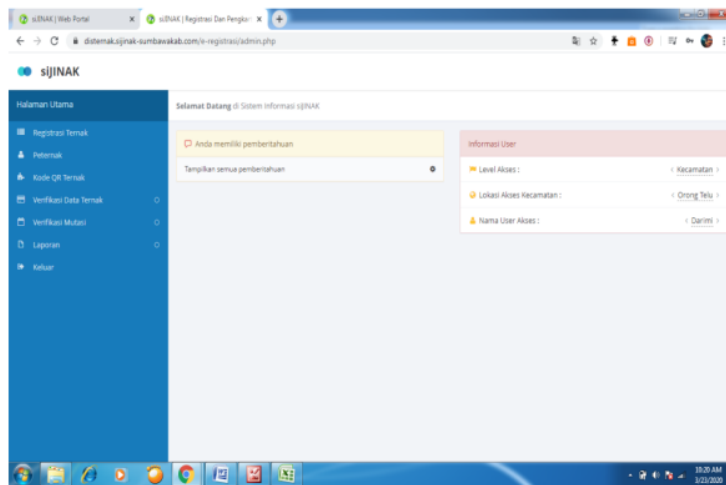 siJINAK | Web Portal
siJINAK | Registrasi Dan Pengkar
disternak.sijinak-sumbawakab.com/e-registrasi/admin.php
siJINAK
Halaman Utama
Selamat Datang di Sistem Informasi siJINAK
Registrasi Ternak
Peternak
Kode QR Ternak
Verifikasi Data Ternak
Verifikasi Mutasi
Laporan
Keluar
Anda memiliki pemberitahuan
Tampilkan semua pemberitahuan
Informasi User
Level Akses :
‹ Kecamatan ›
Lokasi Akses Kecamatan :
‹ Orong Telu ›
Nama User Akses :
‹ Darimi ›
10:20 AM
3/23/2020